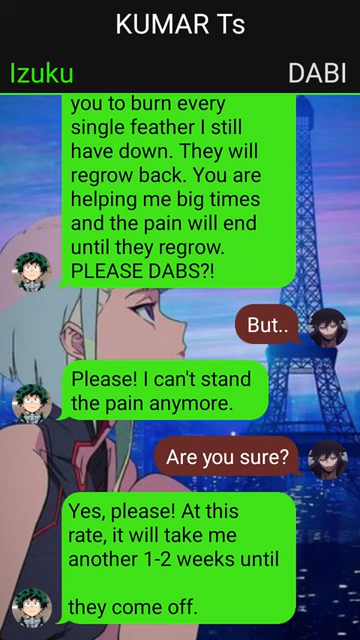 KUMAR Ts
Izuku
DABI
you to burn every
single feather I still
have down. They will
regrow back. You are
helping me big times
and the pain will end
until they regrow.
PLEASE DABS?!
But..
Please! I can't stand
the pain anymore.
Are you sure?
Yes, please! At this
rate, it will take me
another 1-2 weeks until
they come off.